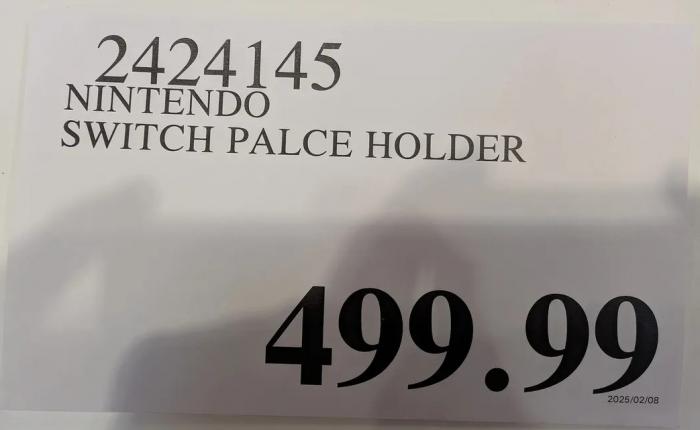 2424145
NINTENDO
SWITCH PALCE HOLDER
499.99
2025/02/08